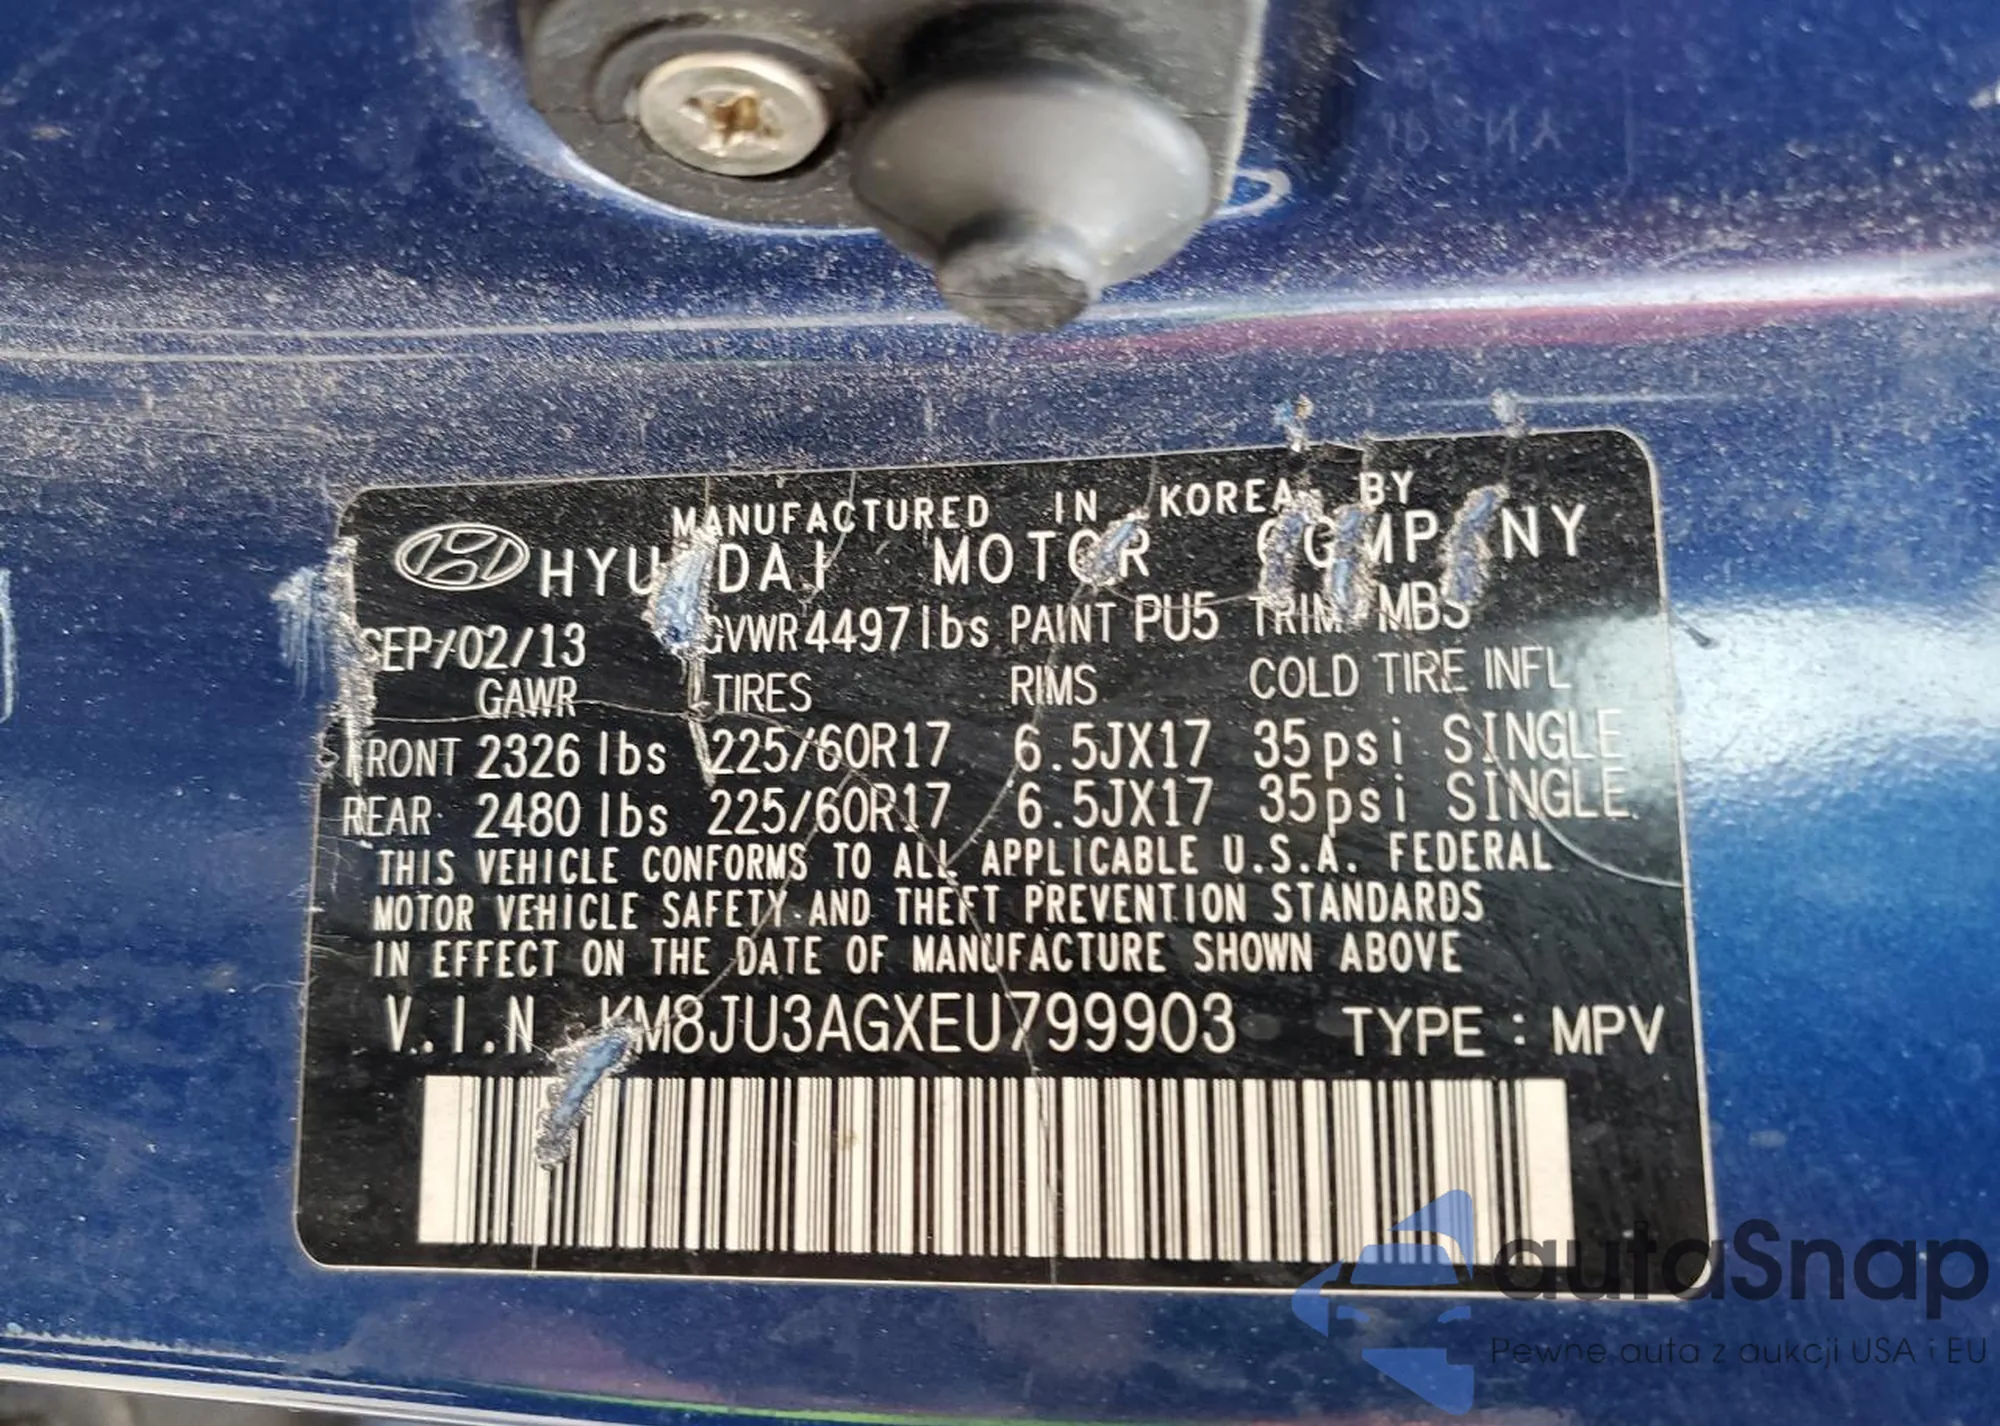 MANUFACTURED IN KOREA BY
HYUNDAI MOTOR COMPANY
SEP/02/13 GVWR 4497lbs PAINT PU5 TRIM MBS
GAWR TIRES RIMS COLD TIRE INFL
FRONT 2326 lbs 225/60R17 6.5JX17 35psi SINGLE
REAR 2480 lbs 225/60R17 6.5JX17 35psi SINGLE
THIS VEHICLE CONFORMS TO ALL APPLICABLE U.S.A. FEDERAL
MOTOR VEHICLE SAFETY AND THEFT PREVENTION STANDARDS
IN EFFECT ON THE DATE OF MANUFACTURE SHOWN ABOVE
V.I.N KM8JU3AGXEU799903 TYPE : MPV
autaSnap
Pewne auta z aukcji USA i EU